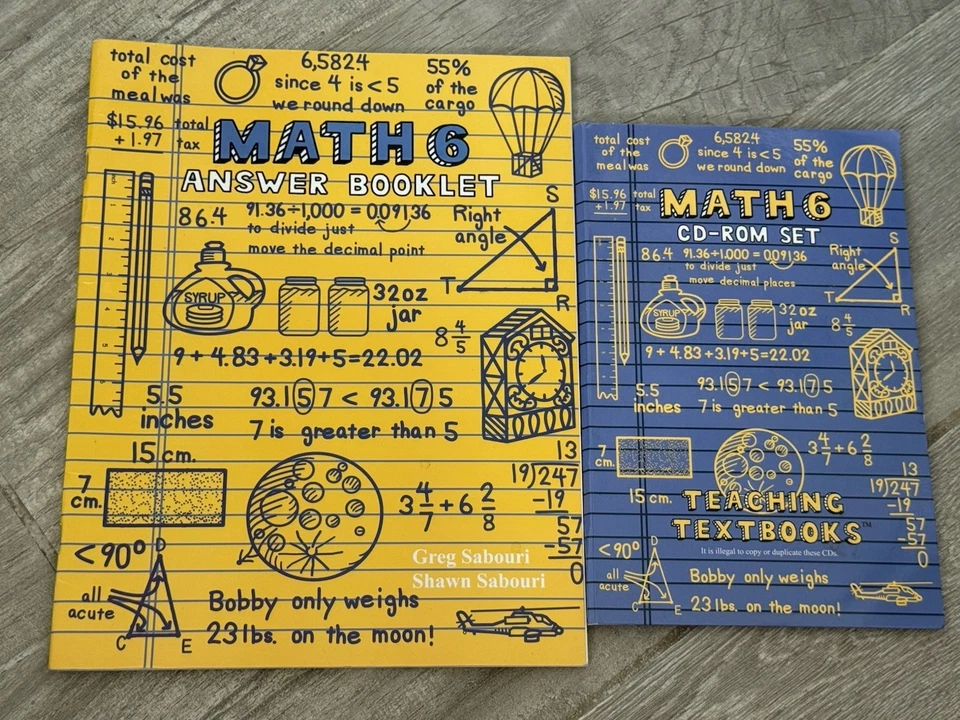 total cost
of the
meal was
$15.96 total
+ 1.97 tax
6,582.4
since 4 is < 5
we round down
55%
of the
cargo
MATH 6
ANSWER BOOKLET
864
91.36÷1,000 = 0.09136
to divide just
move the decimal point
Right
angle
S
T
R
SYRUP
32 oz
jar
8 4/5
9 + 4.83 + 3.19 + 5 = 22.02
5.5
inches
93.157 < 93.175
7 is greater than 5
15 cm.
7
cm.
3 4/7 + 6 2/8
13
19)247
-19
57
-57
0
<90°
D
all
acute
C
E
Greg Sabouri
Shawn Sabouri
Bobby only weighs
23 lbs. on the moon!
total cost
of the
meal was
$15.96 total
+1.97 tax
6,582.4
since 4 is < 5
we round down
55%
of the
cargo
MATH 6
CD-ROM SET
864
91.36÷1,000 = 0.09136
to divide just
move decimal places
Right
angle
S
T
R
SYRUP
32 oz
jar
8 4/5
9 + 4.83 + 3.19 + 5 = 22.02
5.5
inches
93.157 < 93.175
7 is greater than 5
7
cm.
15 cm.
3 4/7 + 6 2/8
13
19)247
-19
57
-57
0
TEACHING
TEXTBOOKS™
It is illegal to copy or duplicate these CDs.
<90°
D
all
acute
C
E
Bobby only weighs
23 lbs. on the moon!